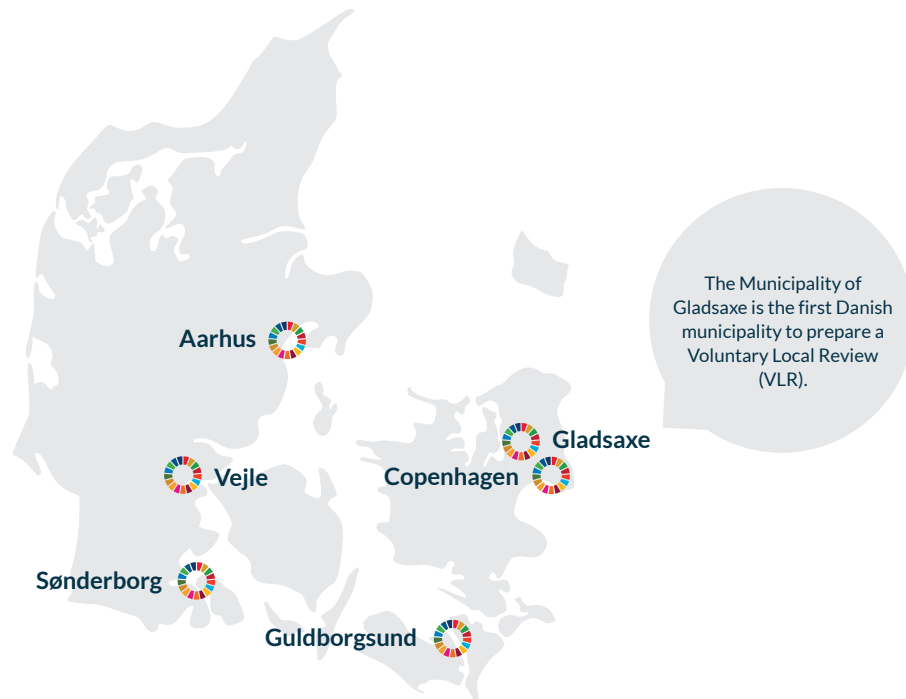 The Municipality of
Gladsaxe is the first Danish
municipality to prepare a
Voluntary Local Review
(VLR).
Aarhus
Gladsaxe
Copenhagen
Vejle
Sønderborg
Guldborgsund